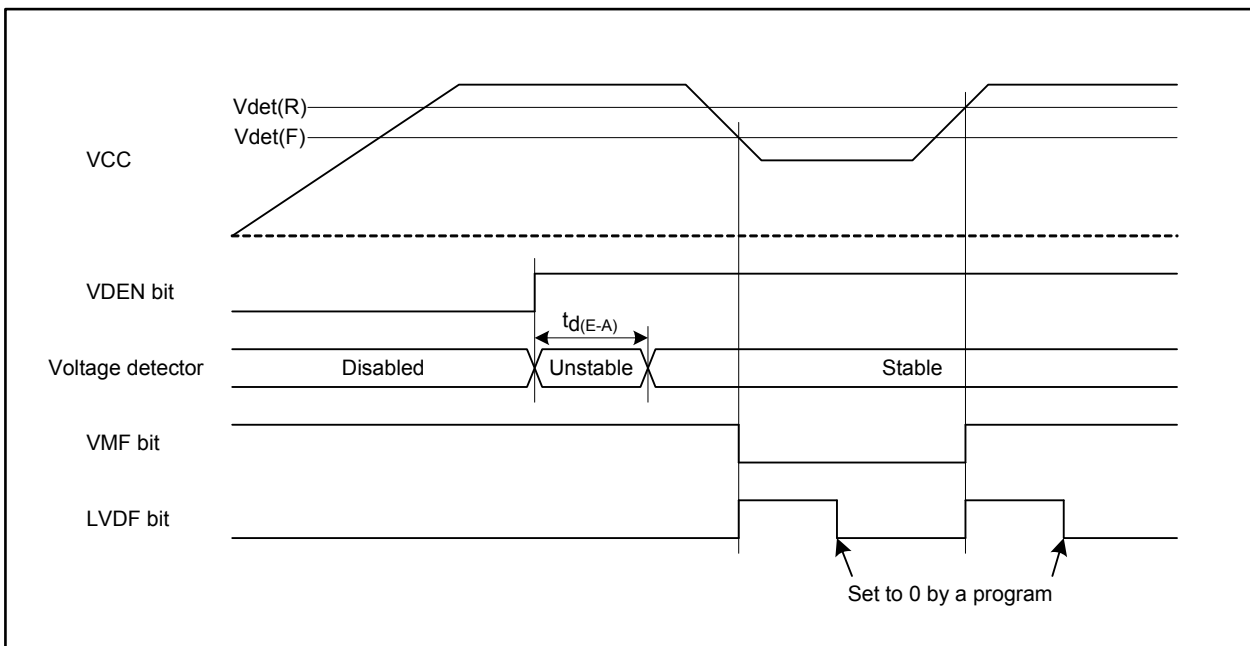 Vdet(R)
Vdet(F)
VCC
VDEN bit
td(E-A)
Voltage detector Disabled Unstable Stable
VMF bit
LVDF bit
Set to 0 by a program